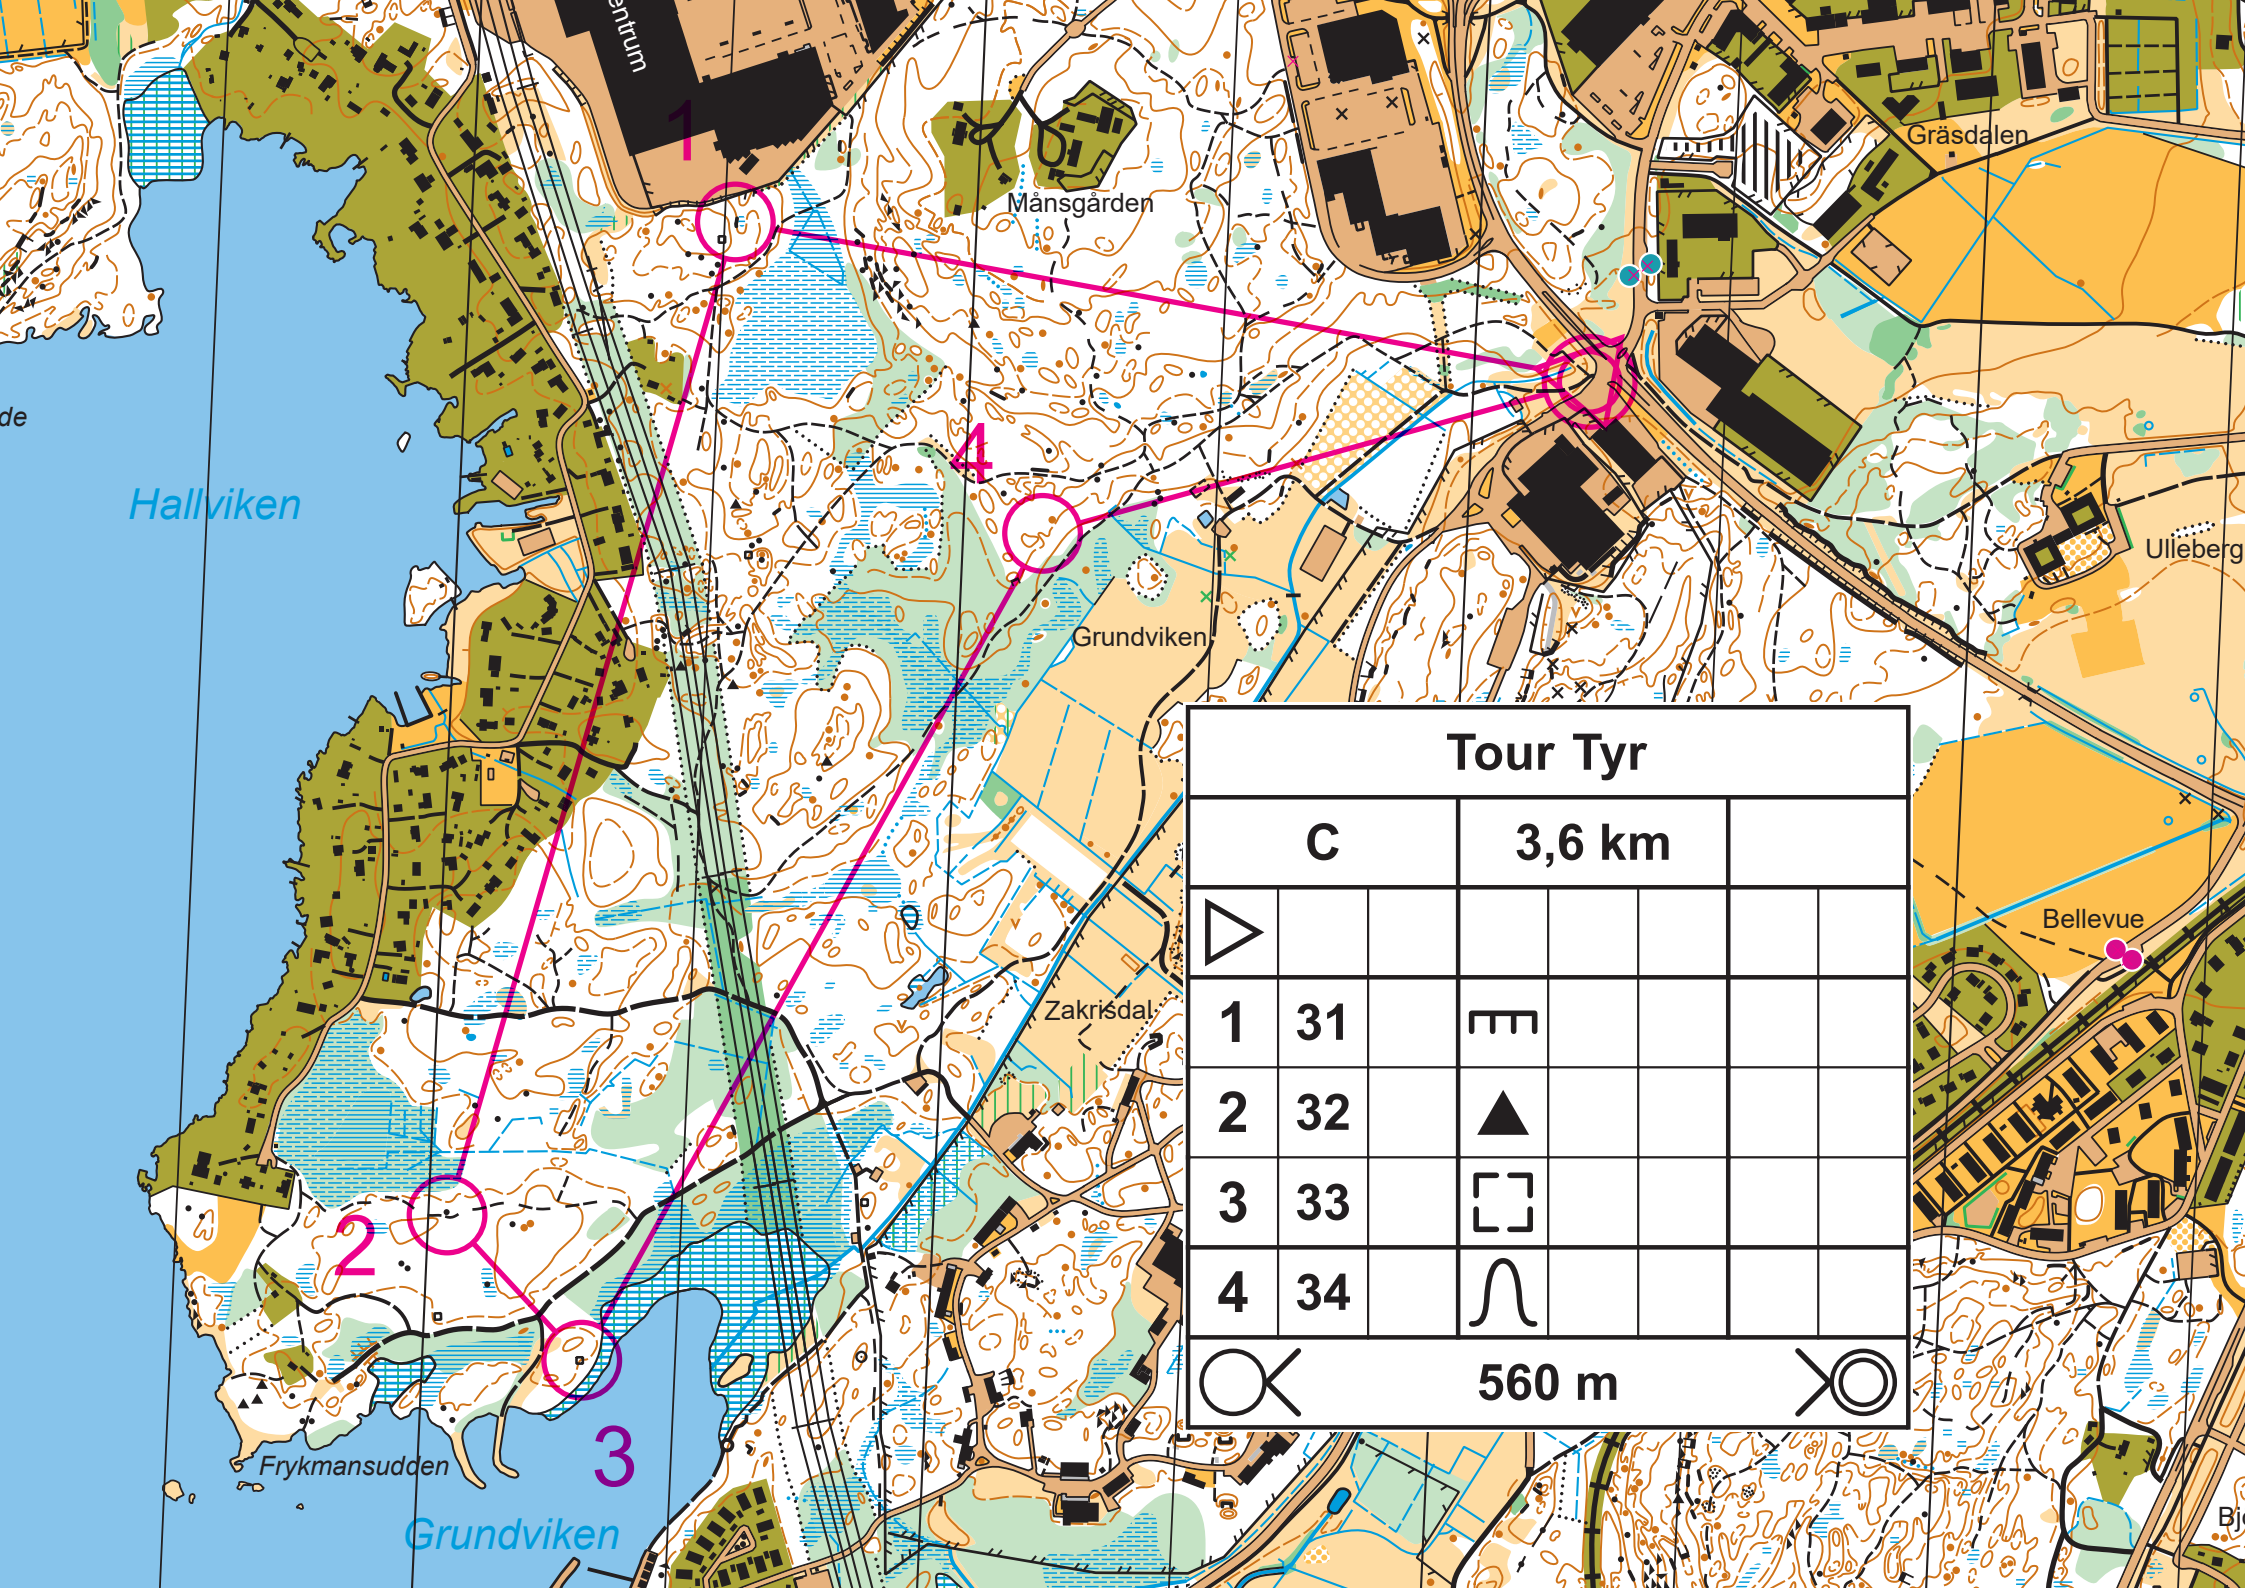 entrum
1
Gräsdalen
Månsgården
de
4
Hallviken
Ulleberg
Grundviken
Tour Tyr
C 3,6 km
1 31
2 32
3 33
4 34
560 m
Bellevue
Zakrisdal
2
3
Frykmansudden
Grundviken
Bj